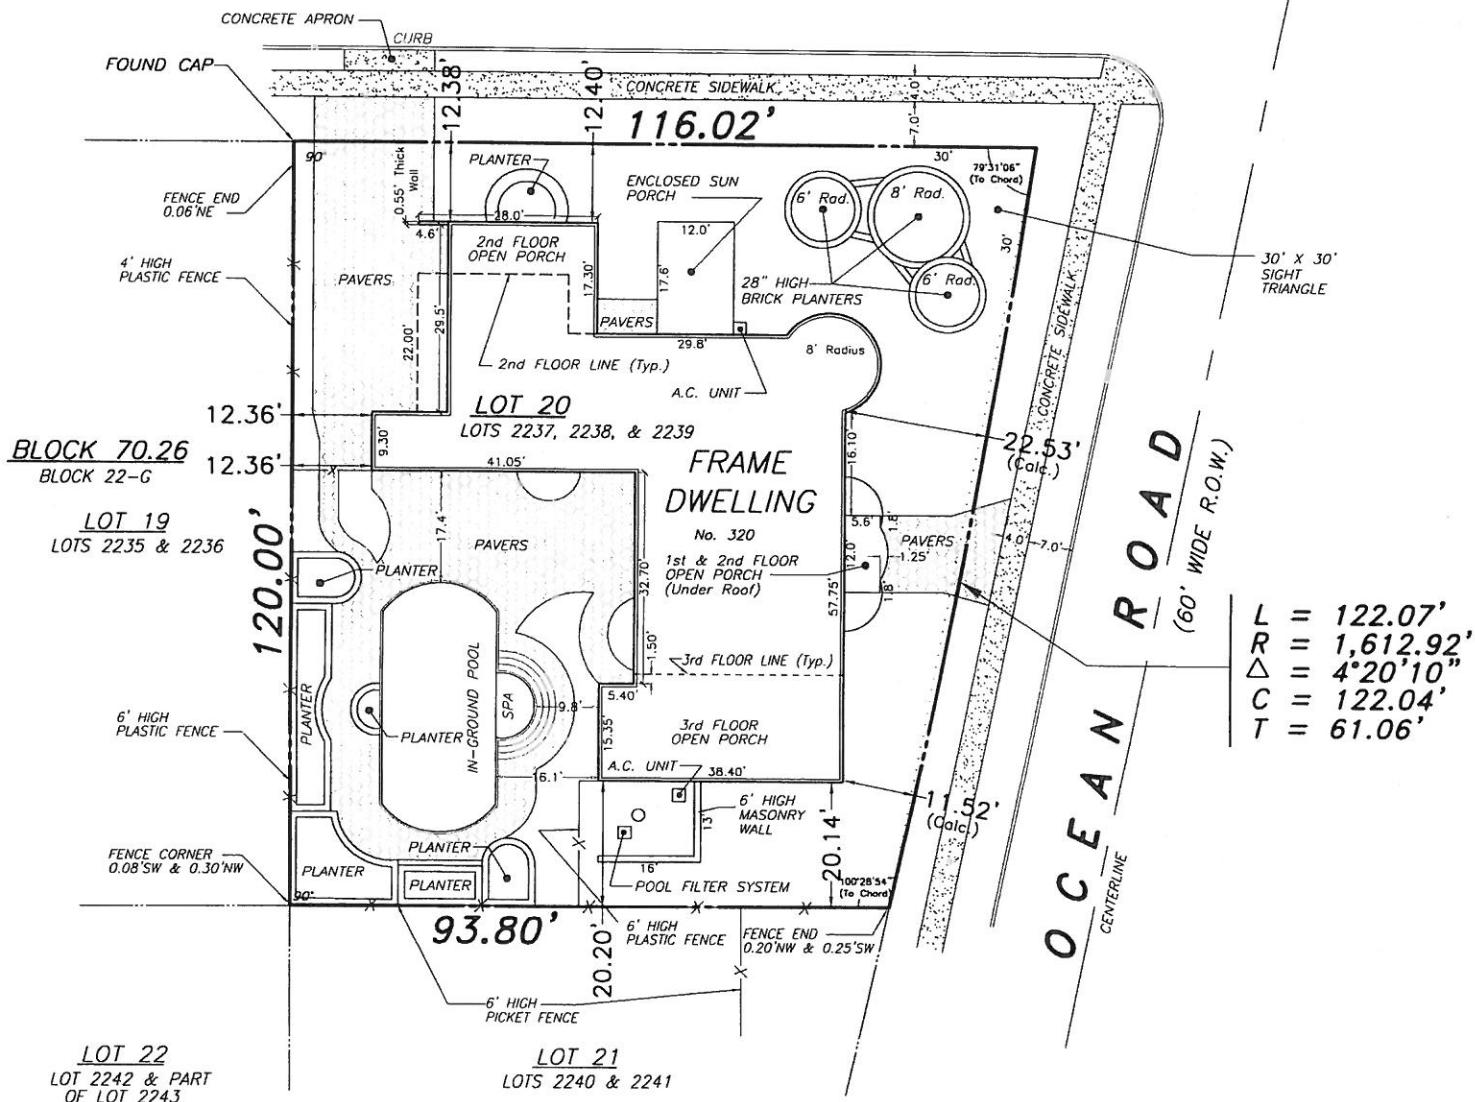 CONCRETE APRON
CURB
FOUND CAP
12.38'
12.40'
CONCRETE SIDEWALK
4.0'
7.0'
116.02'
90°
0.55' Thick
Wall
PLANTER
ENCLOSED SUN
PORCH
30'
79°31'06"
(To Chord)
6' Rad.
8' Rad.
FENCE END
0.06'NE
28.0'
4.6'
2nd FLOOR
OPEN PORCH
12.0'
30'
30' X 30'
SIGHT
TRIANGLE
4' HIGH
PLASTIC FENCE
PAVERS
17.30'
17.6'
28" HIGH
BRICK PLANTERS
6' Rad.
CONCRETE SIDEWALK
29.5'
22.00'
PAVERS
29.8'
8' Radius
2nd FLOOR LINE (Typ.)
A.C. UNIT
12.36'
LOT 20
LOTS 2237, 2238, & 2239
22.53'
(Calc.)
BLOCK 70.26
BLOCK 22-G
9.30'
12.36'
41.05'
FRAME
DWELLING
No. 320
16.10'
LOT 19
LOTS 2235 & 2236
17.4'
PAVERS
5.6'
1.8'
PAVERS
4.0'
7.0'
1st & 2nd FLOOR
OPEN PORCH
(Under Roof)
12.0'
1.25'
1.8'
120.00'
PLANTER
32.70'
57.75'
OCEAN ROAD
(60' WIDE R.O.W.)
L = 122.07'
R = 1,612.92'
Δ = 4°20'10"
C = 122.04'
T = 61.06'
1.50'
3rd FLOOR LINE (Typ.)
5.40'
6' HIGH
PLASTIC FENCE
PLANTER
PLANTER
IN-GROUND POOL
SPA
9.8'
15.35'
3rd FLOOR
OPEN PORCH
A.C. UNIT
38.40'
16.1'
6' HIGH
MASONRY
WALL
13'
11.52'
(Calc.)
20.14'
FENCE CORNER
0.08'SW & 0.30'NW
PLANTER
PLANTER
PLANTER
16'
POOL FILTER SYSTEM
100°28'54"
(To Chord)
90°
CENTERLINE
93.80'
20.20'
6' HIGH
PLASTIC FENCE
FENCE END
0.20'NW & 0.25'SW
6' HIGH
PICKET FENCE
LOT 22
LOT 2242 & PART
OF LOT 2243
LOT 21
LOTS 2240 & 2241